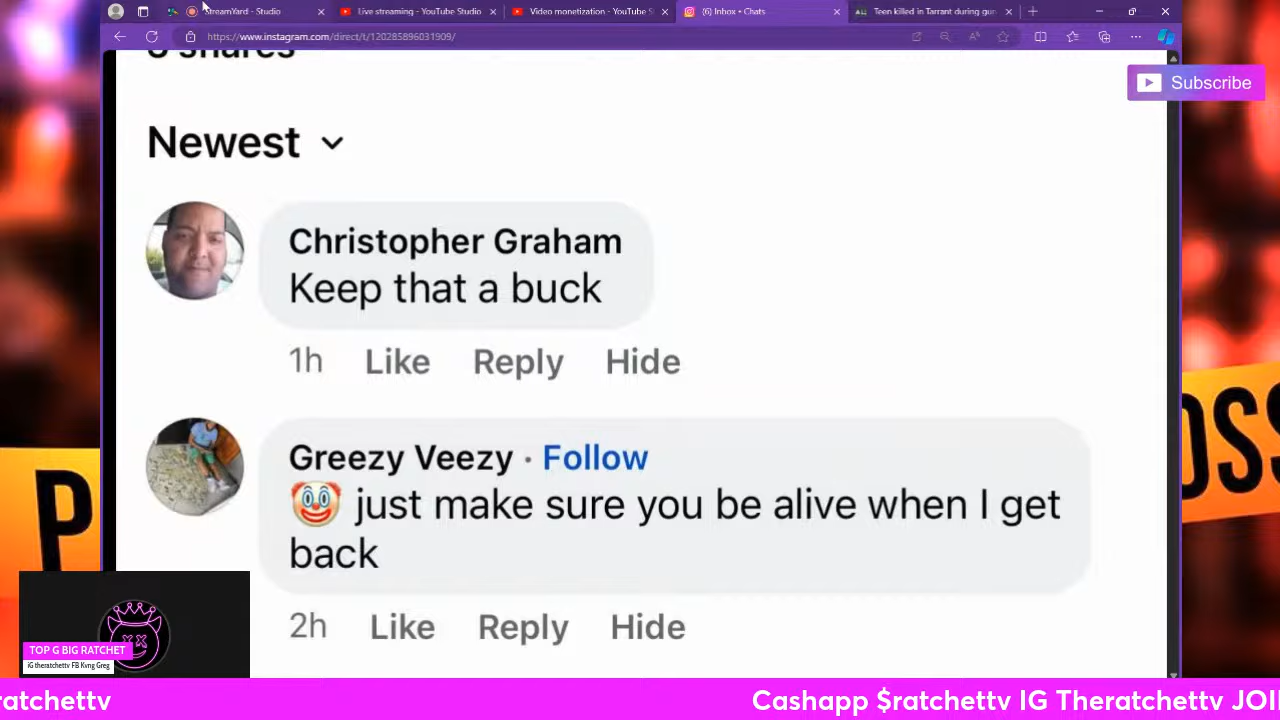 StreamYard - Studio
Live streaming - YouTube Studio
Video monetization - YouTube S
(6) Inbox • Chats
Teen killed in Tarrant during gun
https://www.instagram.com/direct/t/120285896031909/
Subscribe
Newest
Christopher Graham
Keep that a buck
1h Like Reply Hide
Greezy Veezy · Follow
🤡 just make sure you be alive when I get
back
2h Like Reply Hide
TOP G BIG RATCHET
iG theratchettv FB Kvng Greg
ratchettv Cashapp $ratchettv IG Theratchettv JOI
P
OSS